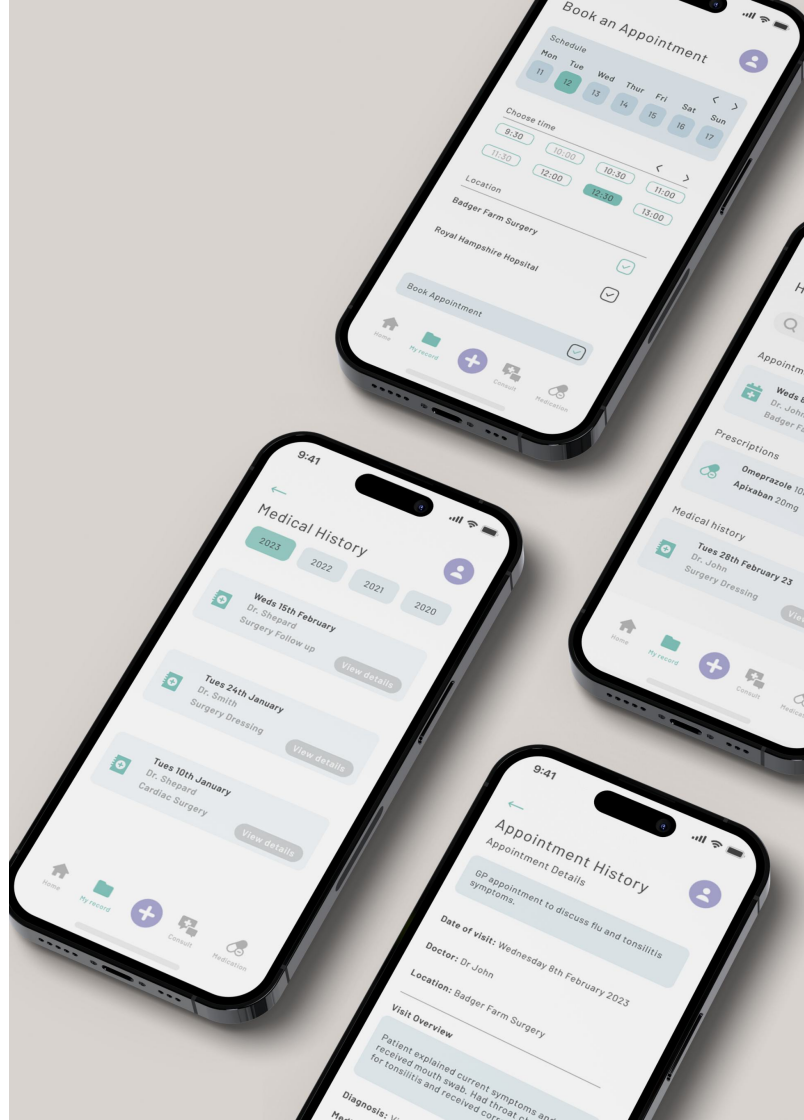 Book an Appointment
Schedule
Mon Tue Wed Thur Fri Sat Sun
11 12 13 14 15 16 17
Choose time
9:30 10:00 10:30 11:00
11:30 12:00 12:30 13:00
Location
Badger Farm Surgery
Royal Hampshire Hopsital
Book Appointment
Home My record Consult Medication
Appointm
Weds 
Dr. John
Badger Fa
Prescriptions
Omeprazole 10
Apixaban 20mg
Medical history
Tues 28th February 23
Dr. John
Surgery Dressing
Home My record Consult Medica
9:41
Medical History
2023 2022 2021 2020
Weds 15th February
Dr. Shepard
Surgery Follow up
View details
Tues 24th January
Dr. Smith
Surgery Dressing
View details
Tues 10th January
Dr. Shepard
Cardiac Surgery
View details
Home My record Consult Medication
9:41
Appointment History
Appointment Details
GP appointment to discuss flu and tonsilitis
symptoms.
Date of visit: Wednesday 8th February 2023
Doctor: Dr John
Location: Badger Farm Surgery
Visit Overview
Patient explained current symptoms and
received mouth swab. Had throat ch
for tonsilitis and received corr
Diagnosis: Vi